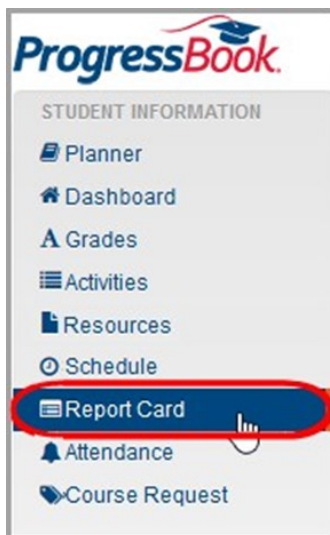 ProgressBook.
STUDENT INFORMATION
Planner
Dashboard
Grades
Activities
Resources
Schedule
Report Card
Attendance
Course Request